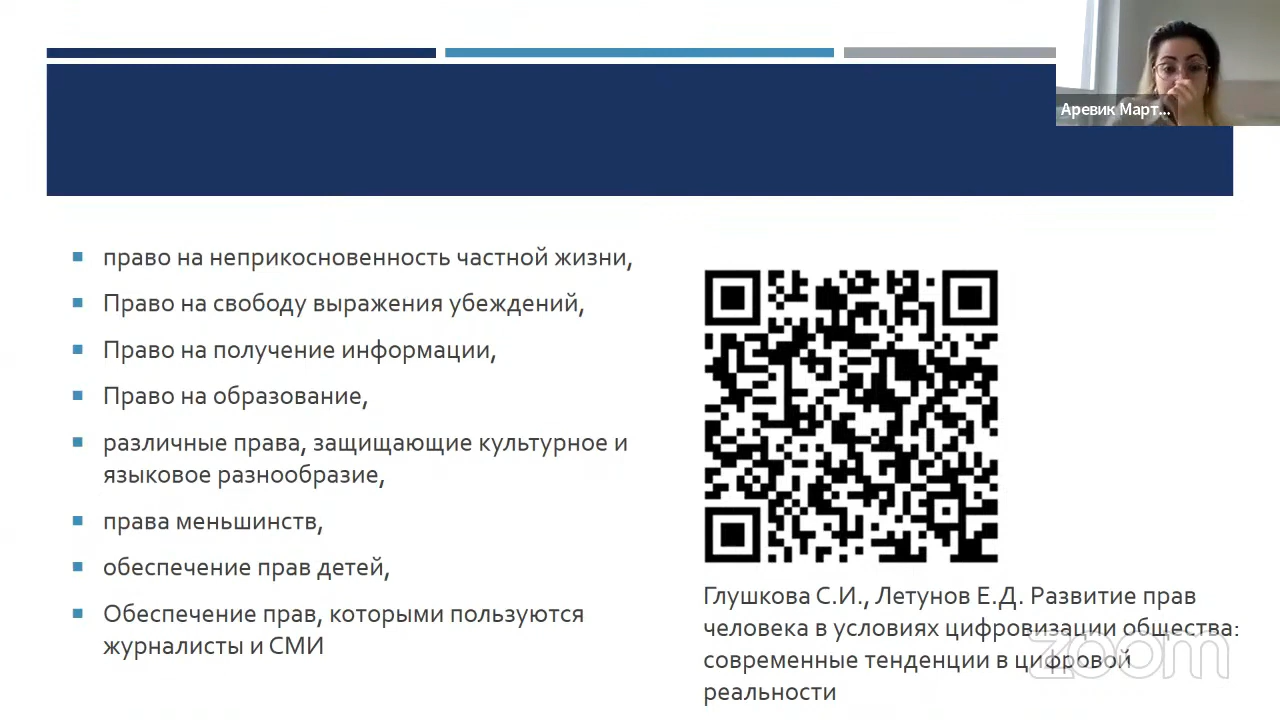 Аревик Март...
право на неприкосновенность частной жизни,
Право на свободу выражения убеждений,
Право на получение информации,
Право на образование,
различные права, защищающие культурное и
языковое разнообразие,
права меньшинств,
обеспечение прав детей,
Обеспечение прав, которыми пользуются
журналисты и СМИ
Глушкова С.И., Летунов Е.Д. Развитие прав
человека в условиях цифровизации общества:
современные тенденции в цифровой
реальности
zoom